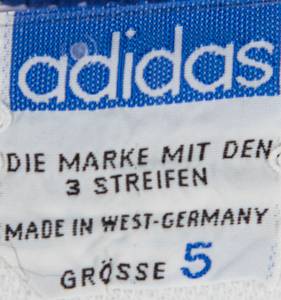 adidas
DIE MARKE MIT DEN
3 STREIFEN
MADE IN WEST-GERMANY
GRÖSSE 5